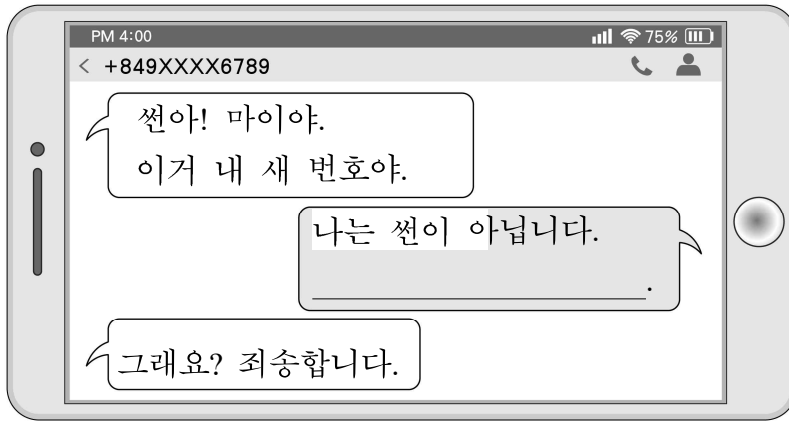 PM 4:00 75%
< +849XXXX6789
썬아! 마이야.
이거 내 새 번호야.
나는 썬이 아닙니다.
____________________.
그래요? 죄송합니다.